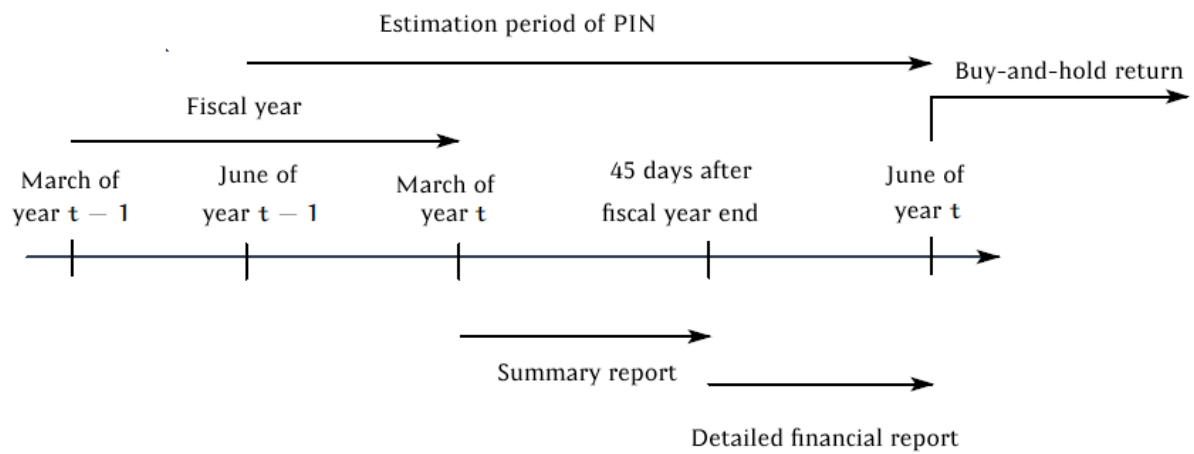 Estimation period of PIN
Buy-and-hold return
Fiscal year
March of
year t − 1
June of
year t − 1
March of
year t
45 days after
fiscal year end
June of
year t
Summary report
Detailed financial report